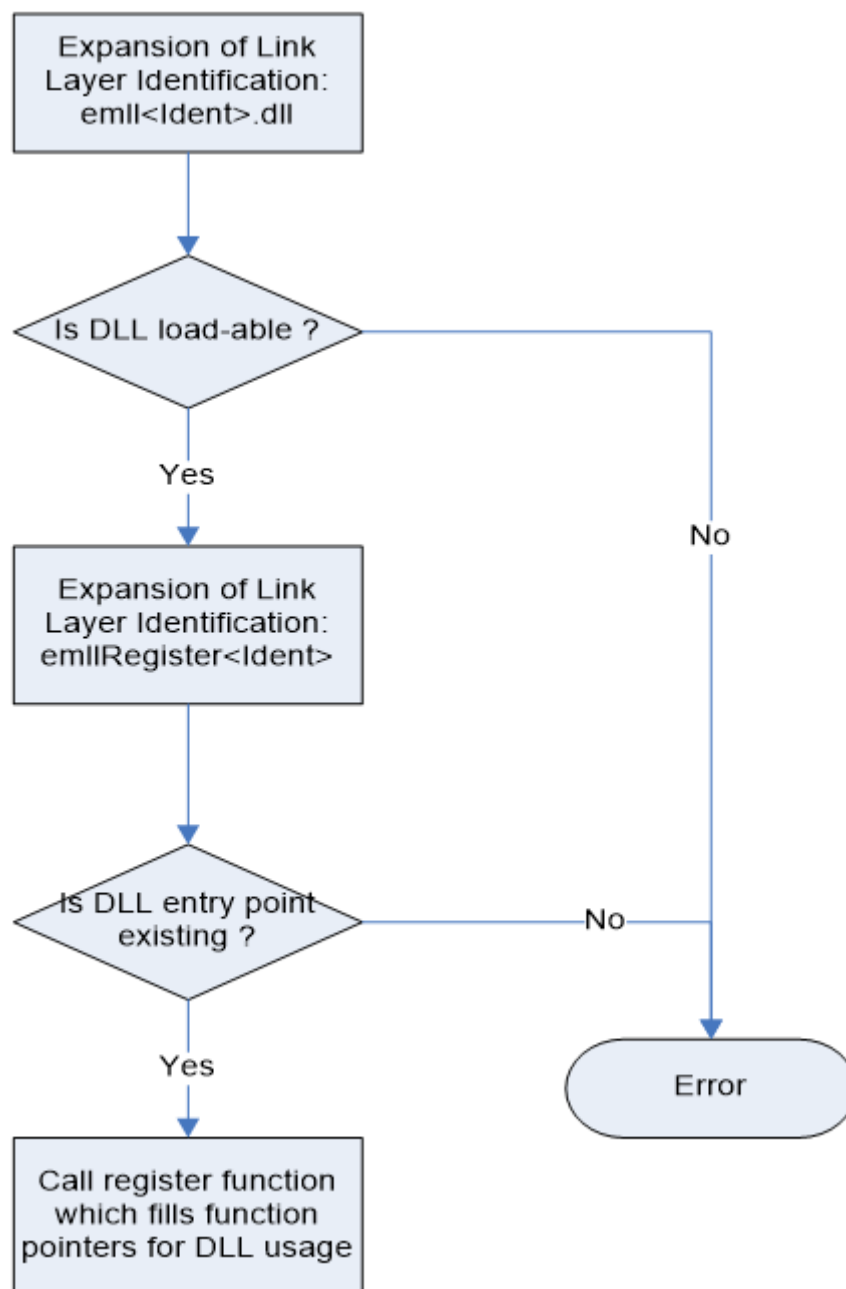 Expansion of Link
Layer Identification:
emll<Ident>.dll
Is DLL load-able ?
Yes
No
Expansion of Link
Layer Identification:
emllRegister<Ident>
Is DLL entry point
existing ?
No
Yes
Error
Call register function
which fills function
pointers for DLL usage